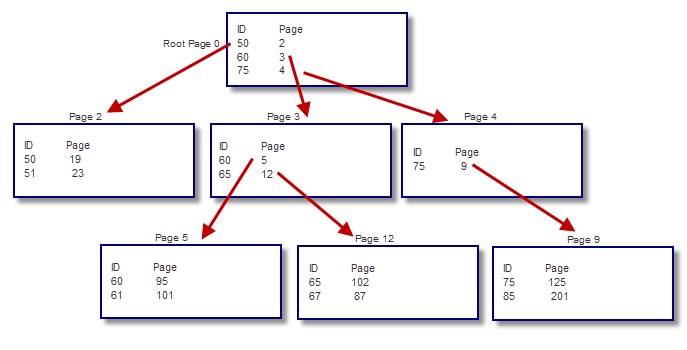 ID Page
Root Page 0
50 2
60 3
75 4
Page 2
ID Page
50 19
51 23
Page 3
ID Page
60 5
65 12
Page 4
ID Page
75 9
Page 5
ID Page
60 95
61 101
Page 12
ID Page
65 102
67 87
Page 9
ID Page
75 125
85 201